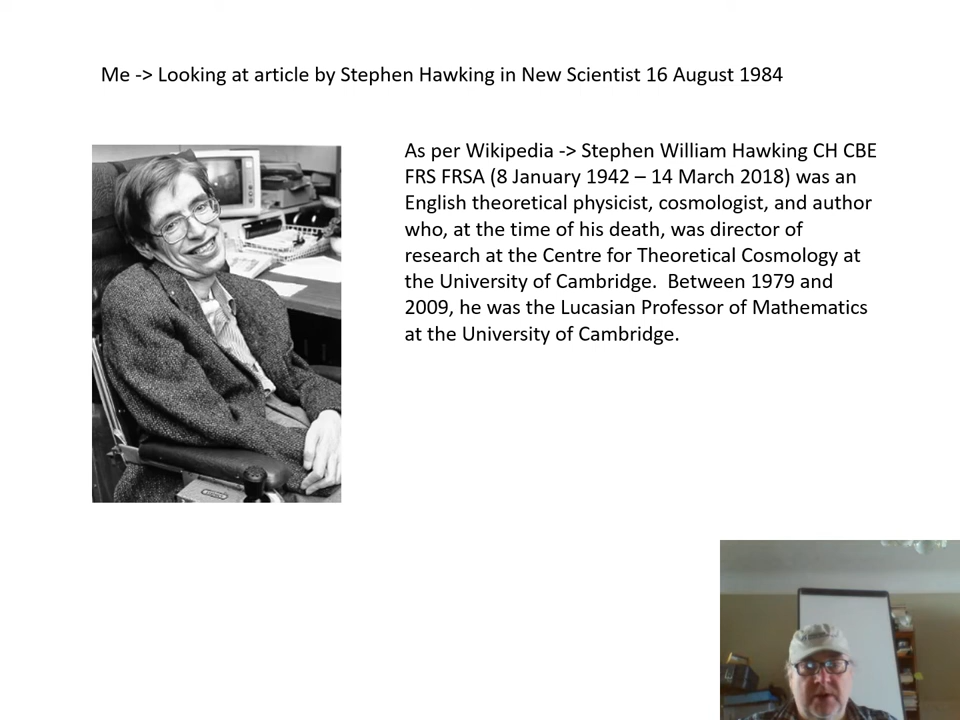 Me -> Looking at article by Stephen Hawking in New Scientist 16 August 1984
As per Wikipedia -> Stephen William Hawking CH CBE
FRS FRSA (8 January 1942 – 14 March 2018) was an
English theoretical physicist, cosmologist, and author
who, at the time of his death, was director of
research at the Centre for Theoretical Cosmology at
the University of Cambridge.  Between 1979 and
2009, he was the Lucasian Professor of Mathematics
at the University of Cambridge.